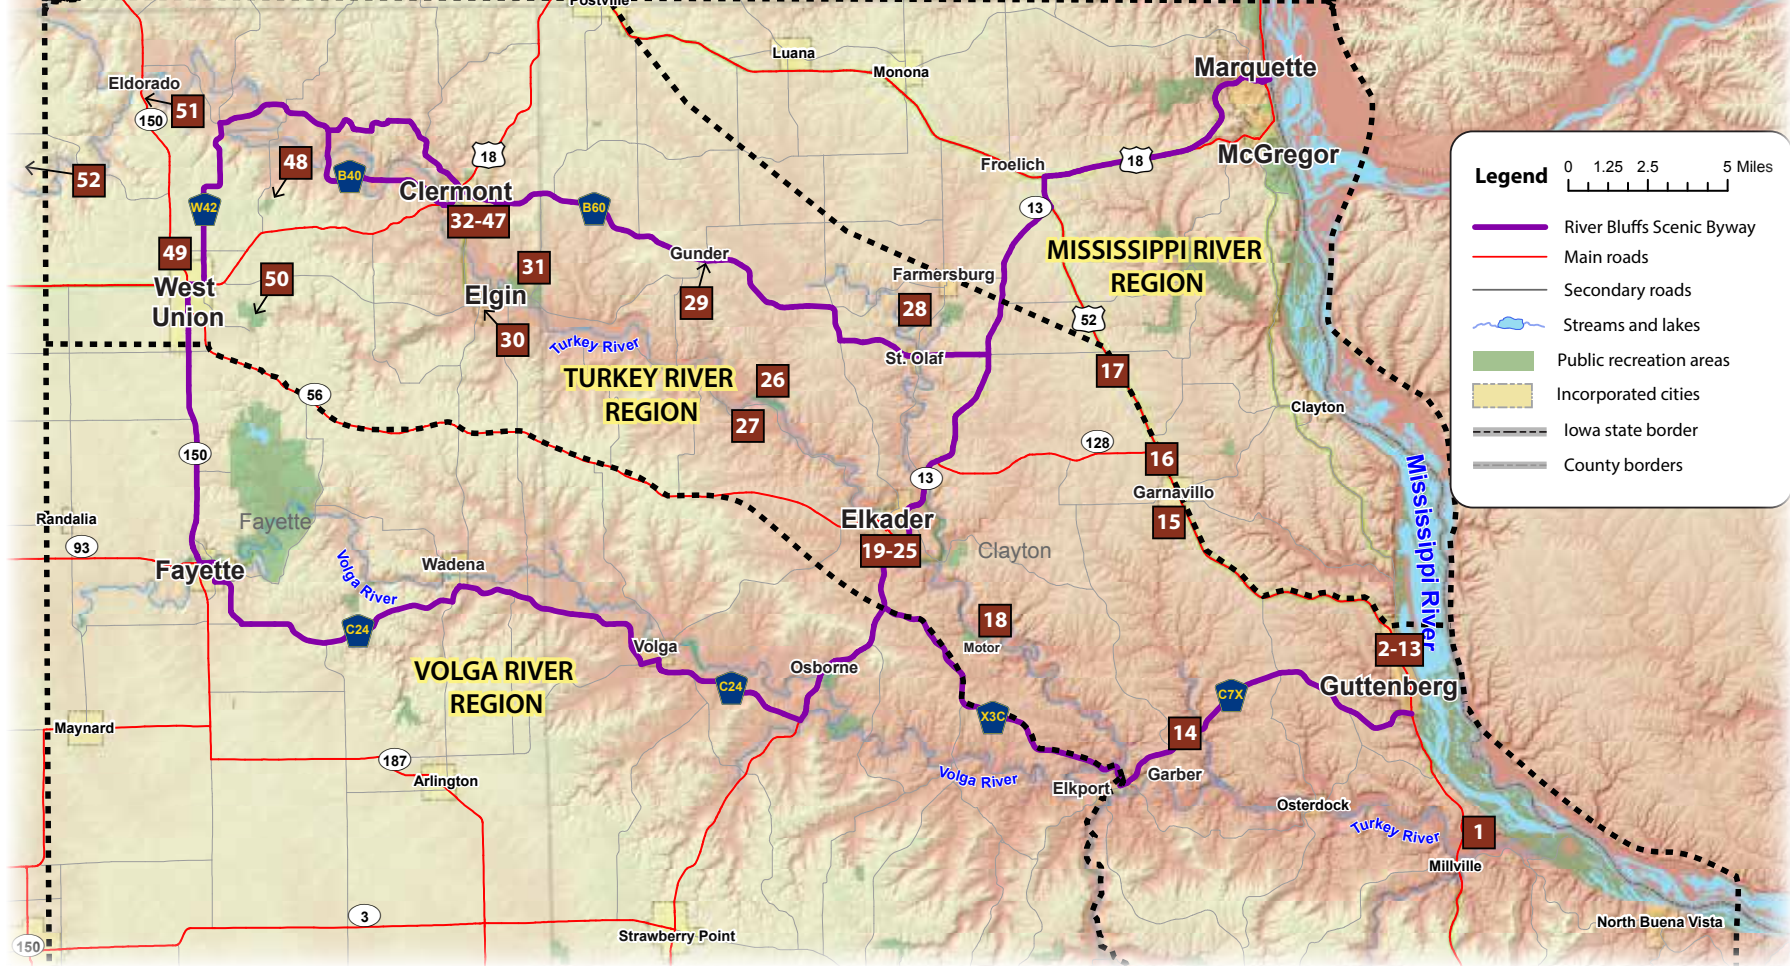 Postville
Luana
Monona
Marquette
Eldorado
51
150
Froelich
18
McGregor
18
48
B40
52
Clermont
32-47
W42
B60
13
MISSISSIPPI RIVER
REGION
49
50
31
Gunder
29
Farmersburg
28
West
Union
Elgin
30
Turkey River
52
17
St. Olaf
TURKEY RIVER
REGION
26
27
56
Clayton
128
16
150
13
Garnavillo
15
Mississippi River
Randalia
93
Fayette
Elkader
19-25
Clayton
Fayette
Volga River
Wadena
C24
18
Motor
2-13
Guttenberg
Volga
Osborne
VOLGA RIVER
REGION
C24
X3C
C7X
14
Maynard
187
Arlington
Volga River
Elkport
Garber
Osterdock
Turkey River
1
Millville
3
150
Strawberry Point
North Buena Vista
Legend
0 1.25 2.5 5 Miles
River Bluffs Scenic Byway
Main roads
Secondary roads
Streams and lakes
Public recreation areas
Incorporated cities
Iowa state border
County borders